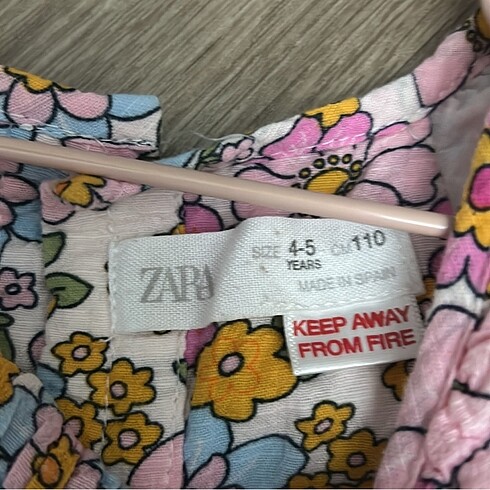 ZARA
SIZE 4-5 CM 110
YEARS
MADE IN SPAIN
KEEP AWAY
FROM FIRE